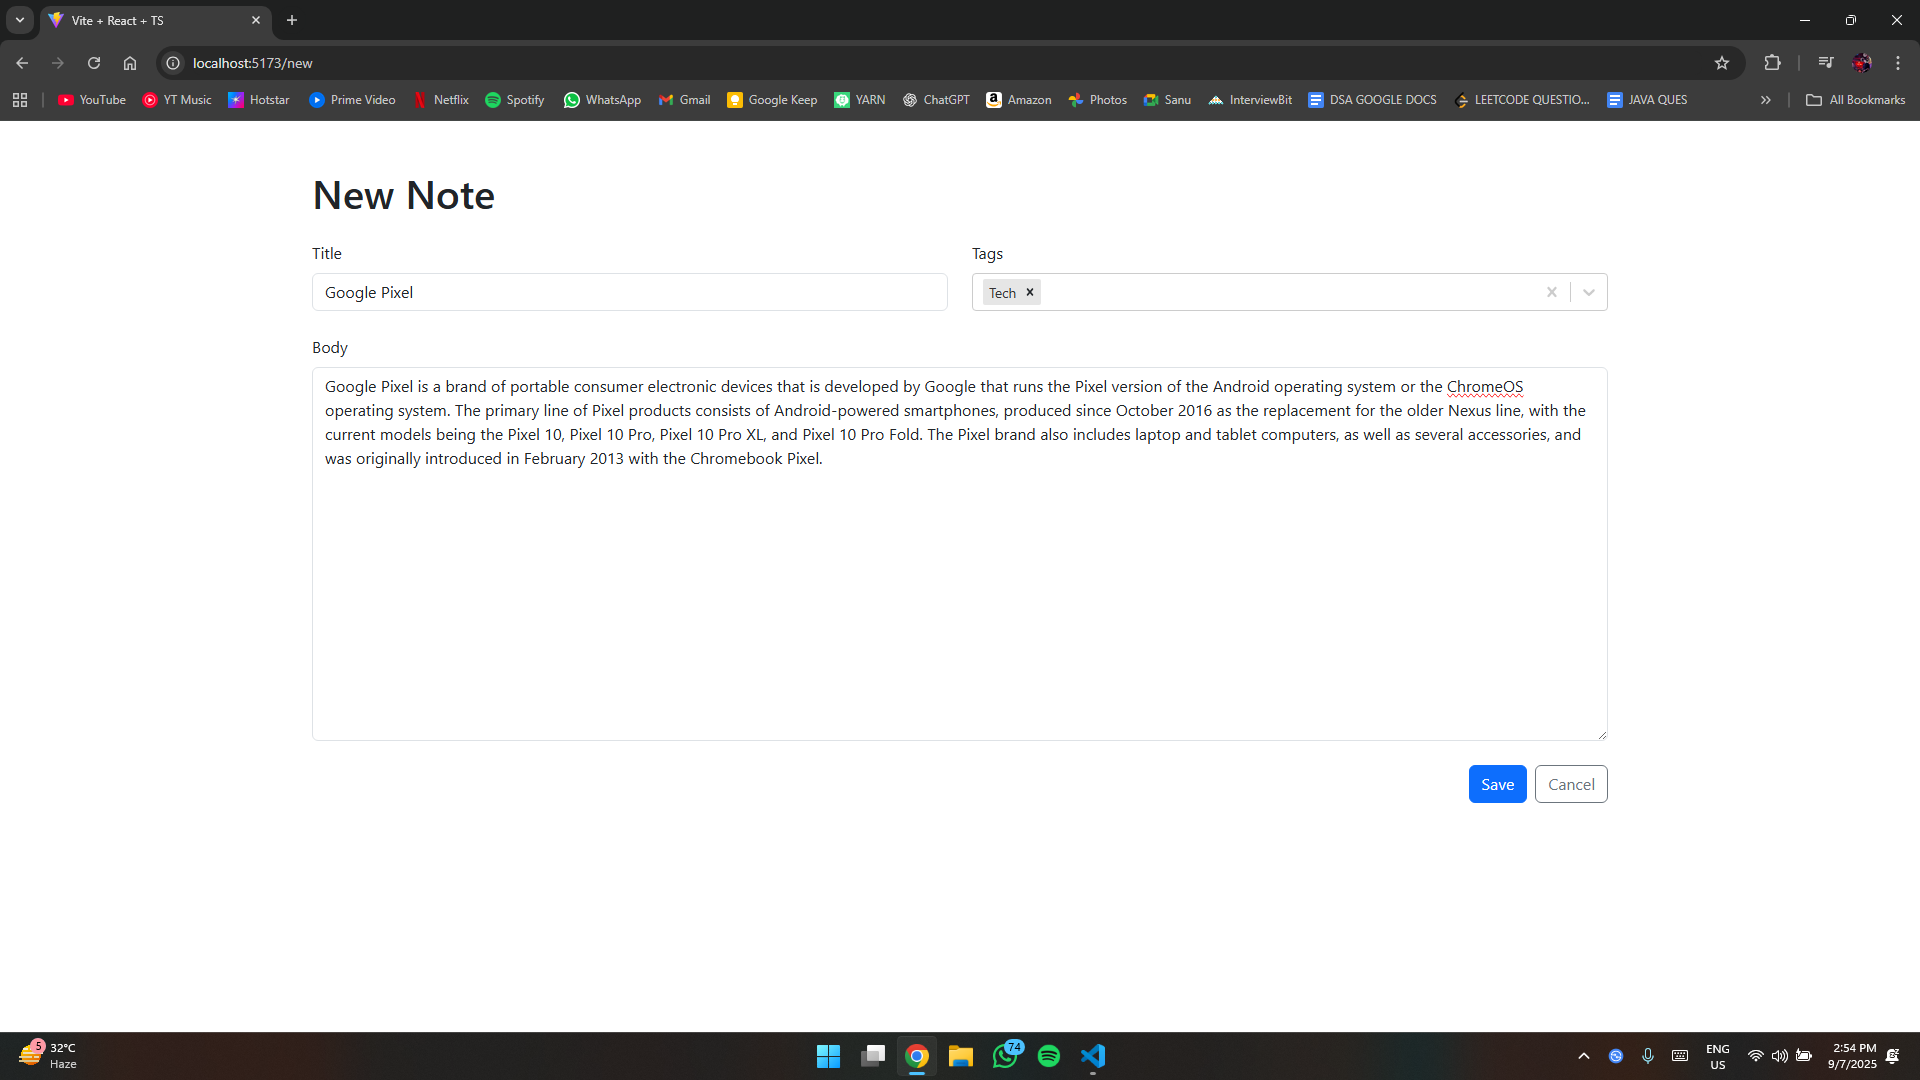 Vite + React + TS
localhost:5173/new
YouTube
YT Music
Hotstar
Prime Video
Netflix
Spotify
WhatsApp
Gmail
Google Keep
YARN
ChatGPT
Amazon
Photos
Sanu
InterviewBit
DSA GOOGLE DOCS
LEETCODE QUESTIO...
JAVA QUES
All Bookmarks
New Note
Title
Tags
Google Pixel
Tech
Body
Google Pixel is a brand of portable consumer electronic devices that is developed by Google that runs the Pixel version of the Android operating system or the ChromeOS
operating system. The primary line of Pixel products consists of Android-powered smartphones, produced since October 2016 as the replacement for the older Nexus line, with the
current models being the Pixel 10, Pixel 10 Pro, Pixel 10 Pro XL, and Pixel 10 Pro Fold. The Pixel brand also includes laptop and tablet computers, as well as several accessories, and
was originally introduced in February 2013 with the Chromebook Pixel.
Save
Cancel
5
32°C
Haze
74
ENG
US
2:54 PM
9/7/2025